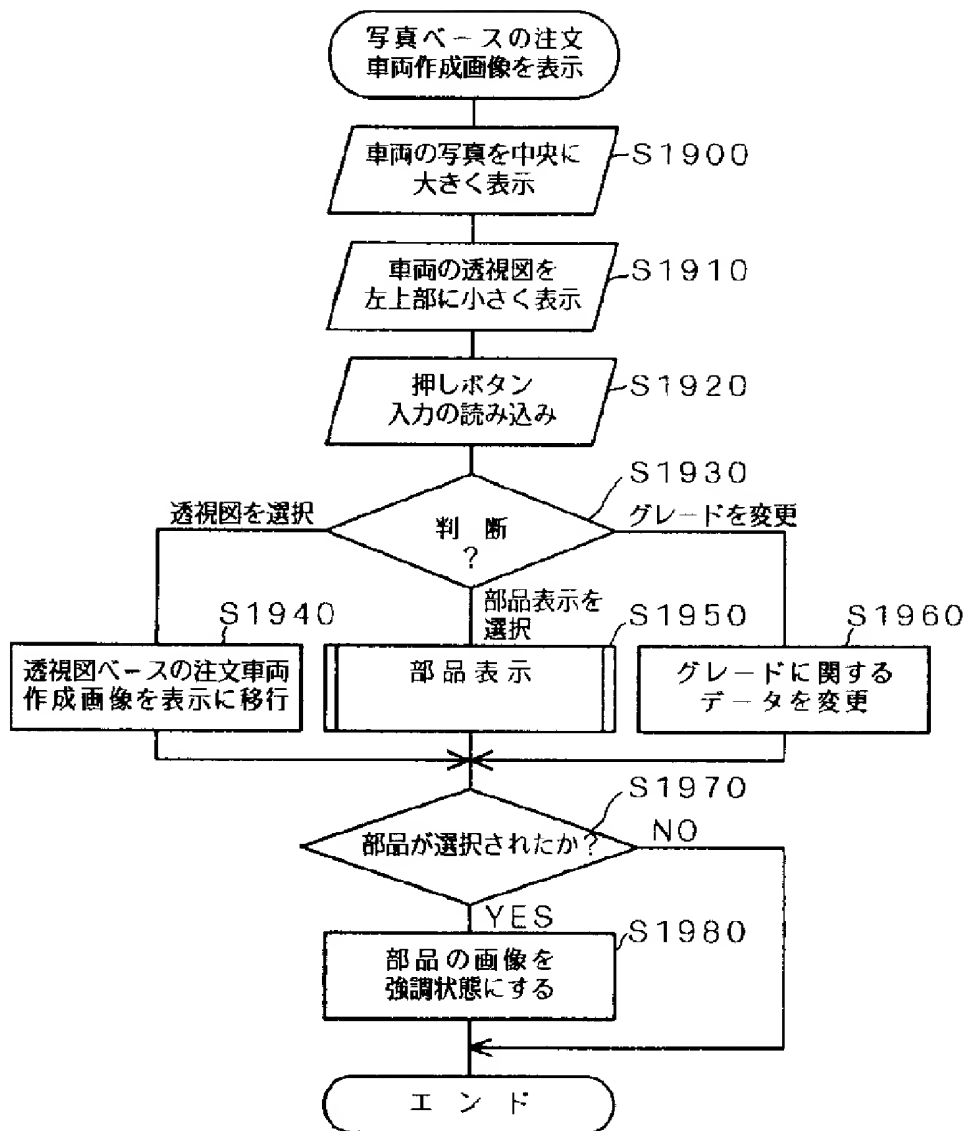 写真ベースの注文
車両作成画像を表示
車両の写真を中央に
大きく表示
S1900
車両の透視図を
左上部に小さく表示
S1910
押しボタン
入力の読み込み
S1920
S1930
透視図を選択
判断
?
グレードを変更
部品表示を
選択
S1940
透視図ベースの注文車両
作成画像を表示に移行
S1950
部品表示
S1960
グレードに関する
データを変更
S1970
部品が選択されたか?
NO
YES
S1980
部品の画像を
強調状態にする
エンド